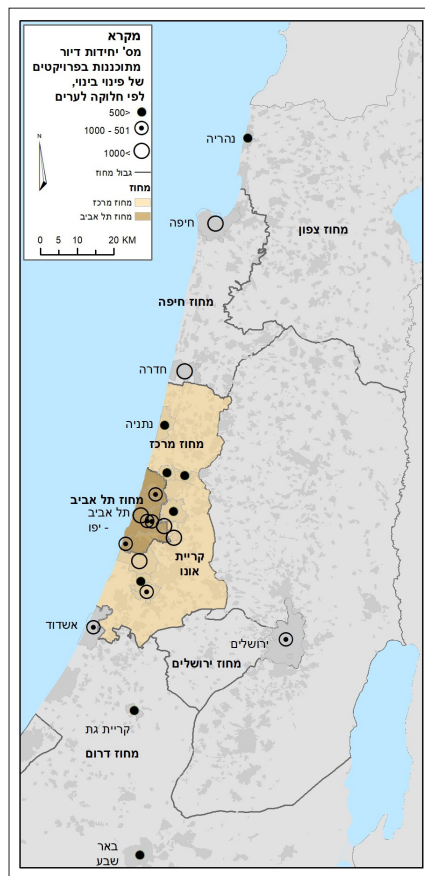 מקרא
מס' יחידות דיור
מתוכננות בפרויקטים
של פינוי בינוי,
לפי חלוקה לערים
500<
1000 - 501
1000>
גבול מחוז
מחוז
מחוז מרכז
מחוז תל אביב
N
0 5 10 20 KM
נהריה
חיפה
מחוז צפון
מחוז חיפה
חדרה
נתניה
מחוז מרכז
מחוז תל אביב
תל אביב
- יפו
קריית
אונו
אשדוד
ירושלים
מחוז ירושלים
קריית גת
מחוז דרום
באר
שבע